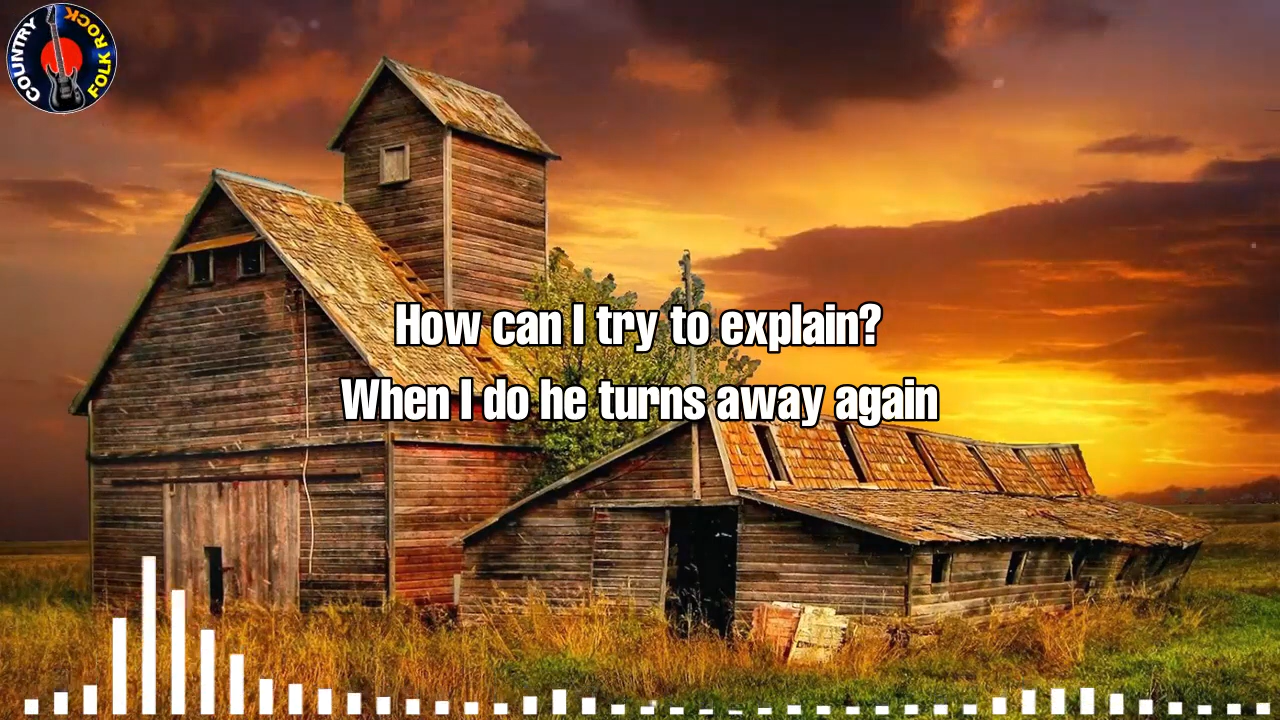 COUNTRY
FOLK ROCK
How can I try to explain?
When I do he turns away again